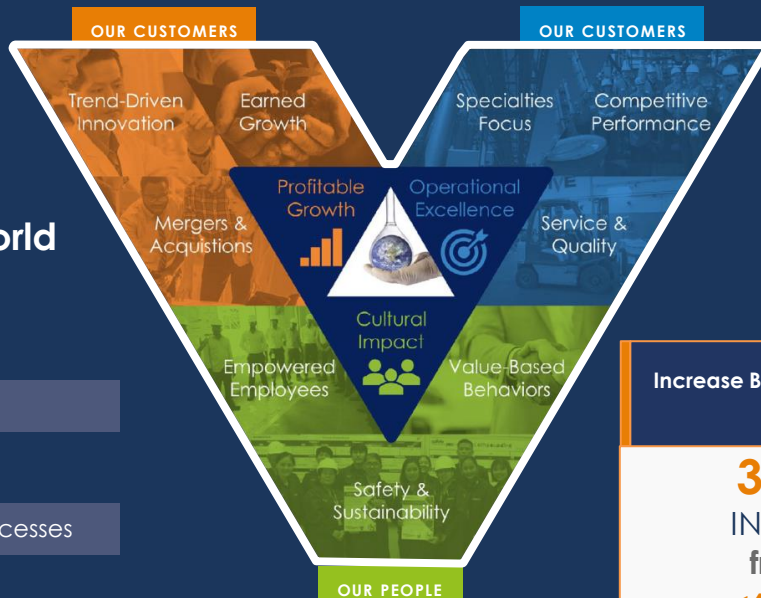 OUR CUSTOMERS
OUR CUSTOMERS
Trend-Driven
Innovation
Earned
Growth
Specialties
Focus
Competitive
Performance
Profitable
Growth
Operational
Excellence
Mergers &
Acquistions
Service &
Quality
Cultural
Impact
Empowered
Employees
Value-Based
Behaviors
Safety &
Sustainability
OUR PEOPLE
orld
cesses
Increase B
3
IN
f